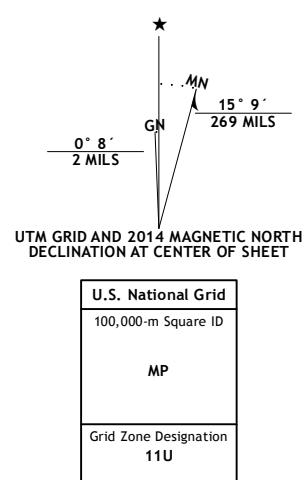 MN
GN
15° 9´
269 MILS
0° 8´
2 MILS
UTM GRID AND 2014 MAGNETIC NORTH
DECLINATION AT CENTER OF SHEET
U.S. National Grid
100,000-m Square ID
MP
Grid Zone Designation
11U